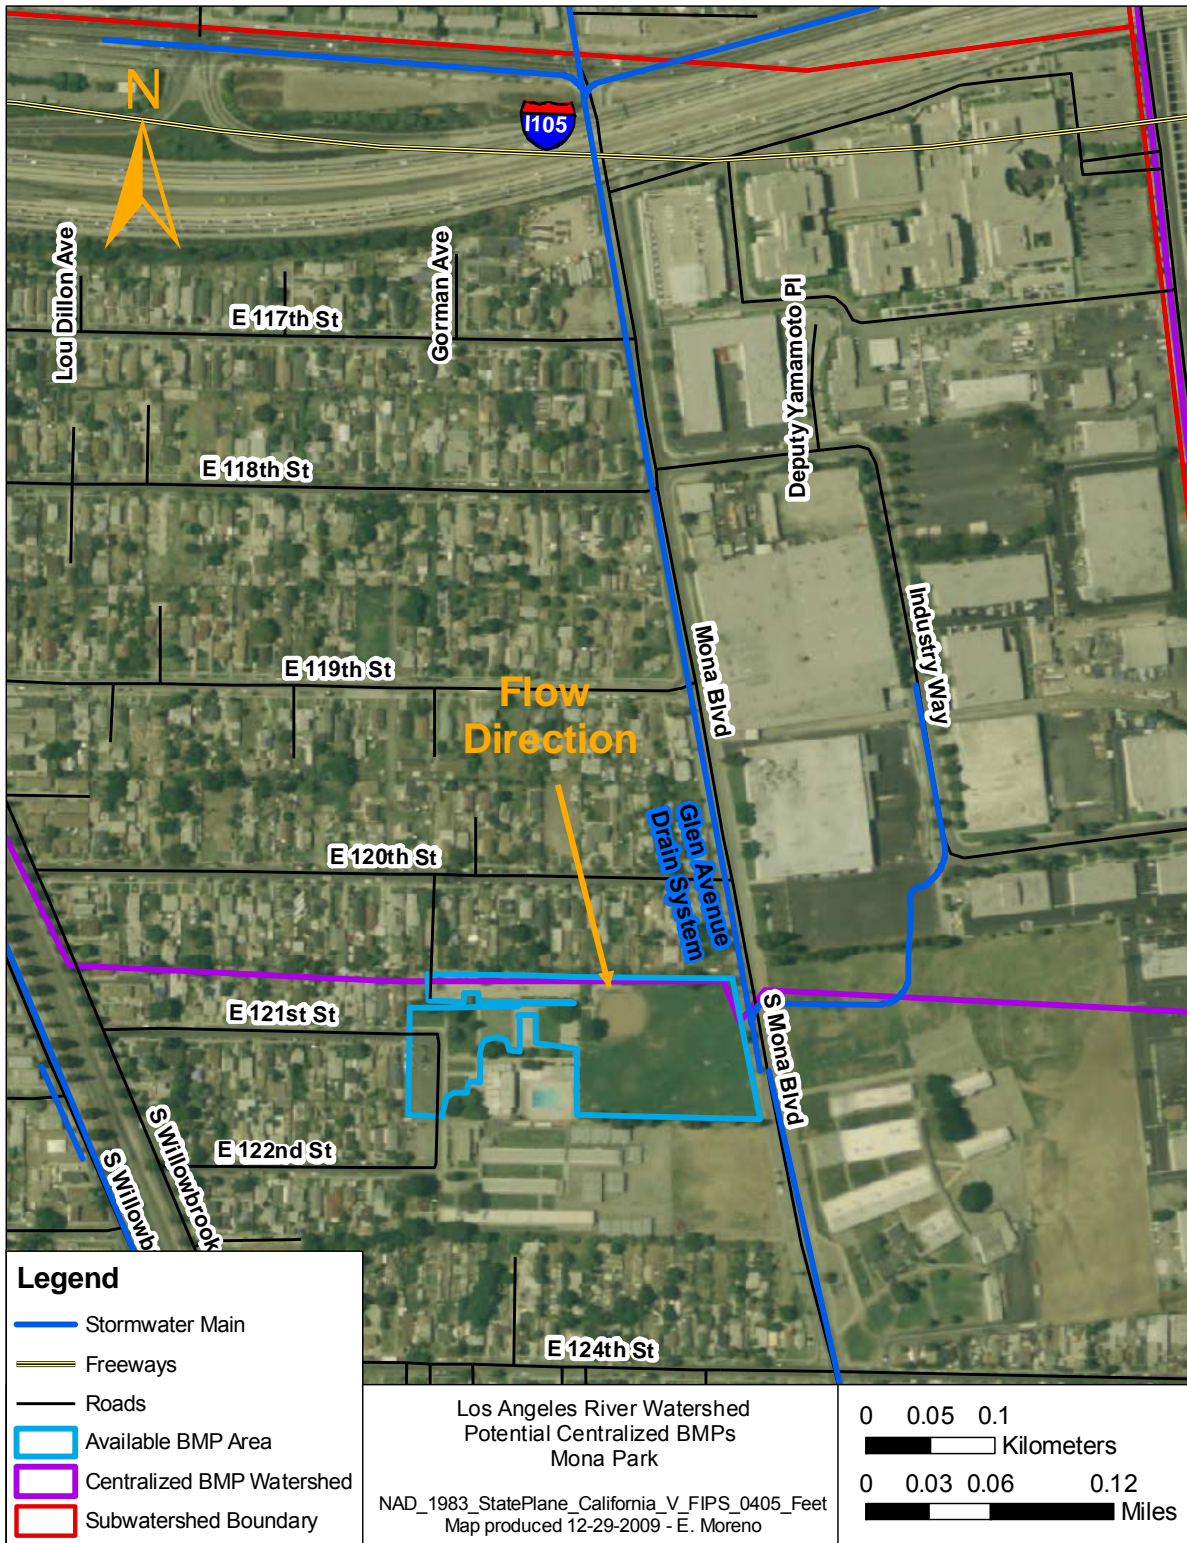 N
I105
Lou Dillon Ave
Gorman Ave
E 117th St
Deputy Yamamoto Pl
E 118th St
Industry Way
Mona Blvd
E 119th St
Flow
Direction
Glen Avenue
Drain System
E 120th St
S Mona Blvd
E 121st St
S Willowbrook
S Willowb
E 122nd St
E 124th St
Legend
Stormwater Main
Freeways
Roads
Available BMP Area
Centralized BMP Watershed
Subwatershed Boundary
Los Angeles River Watershed
Potential Centralized BMPs
Mona Park
NAD_1983_StatePlane_California_V_FIPS_0405_Feet
Map produced 12-29-2009 - E. Moreno
0 0.05 0.1
Kilometers
0 0.03 0.06 0.12
Miles